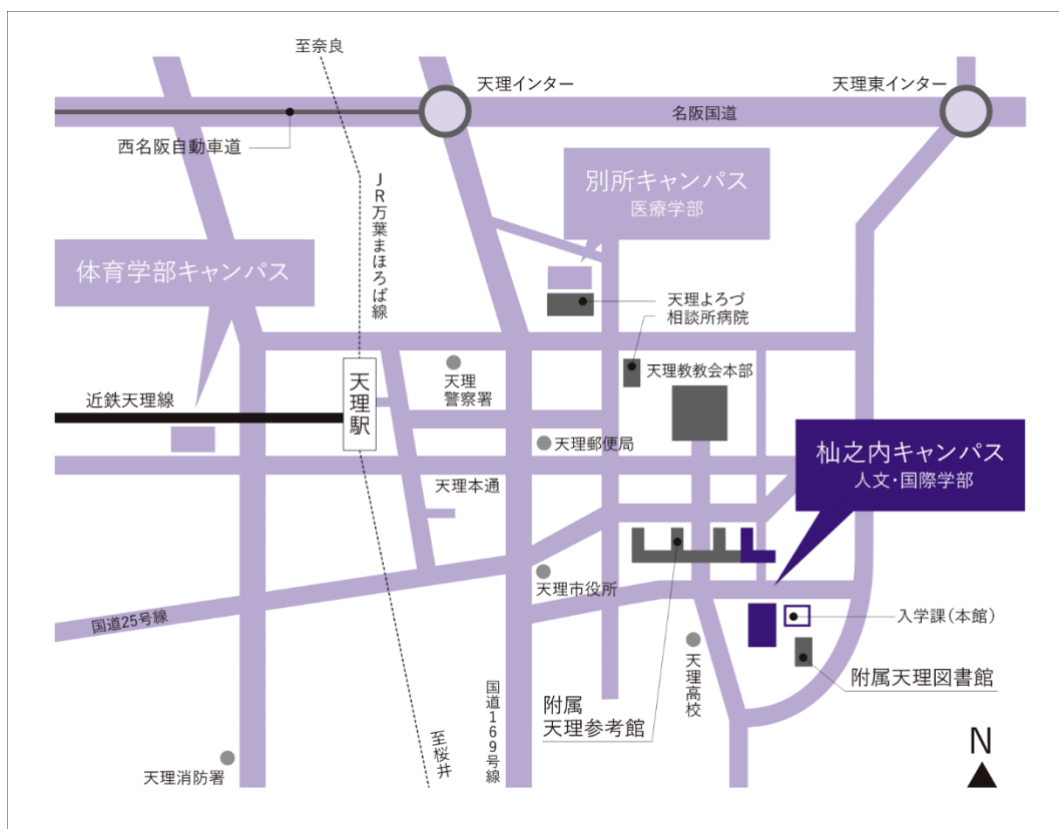 至奈良
天理インター
天理東インター
名阪国道
西名阪自動車道
JR万葉まほろば線
別所キャンパス
医療学部
体育学部キャンパス
天理よろづ
相談所病院
天理
警察署
天理教教会本部
天理駅
近鉄天理線
天理郵便局
杣之内キャンパス
人文・国際学部
天理本通
天理市役所
国道25号線
入学課(本館)
天理高校
附属天理図書館
国道169号線
附属
天理参考館
至桜井
天理消防署
N